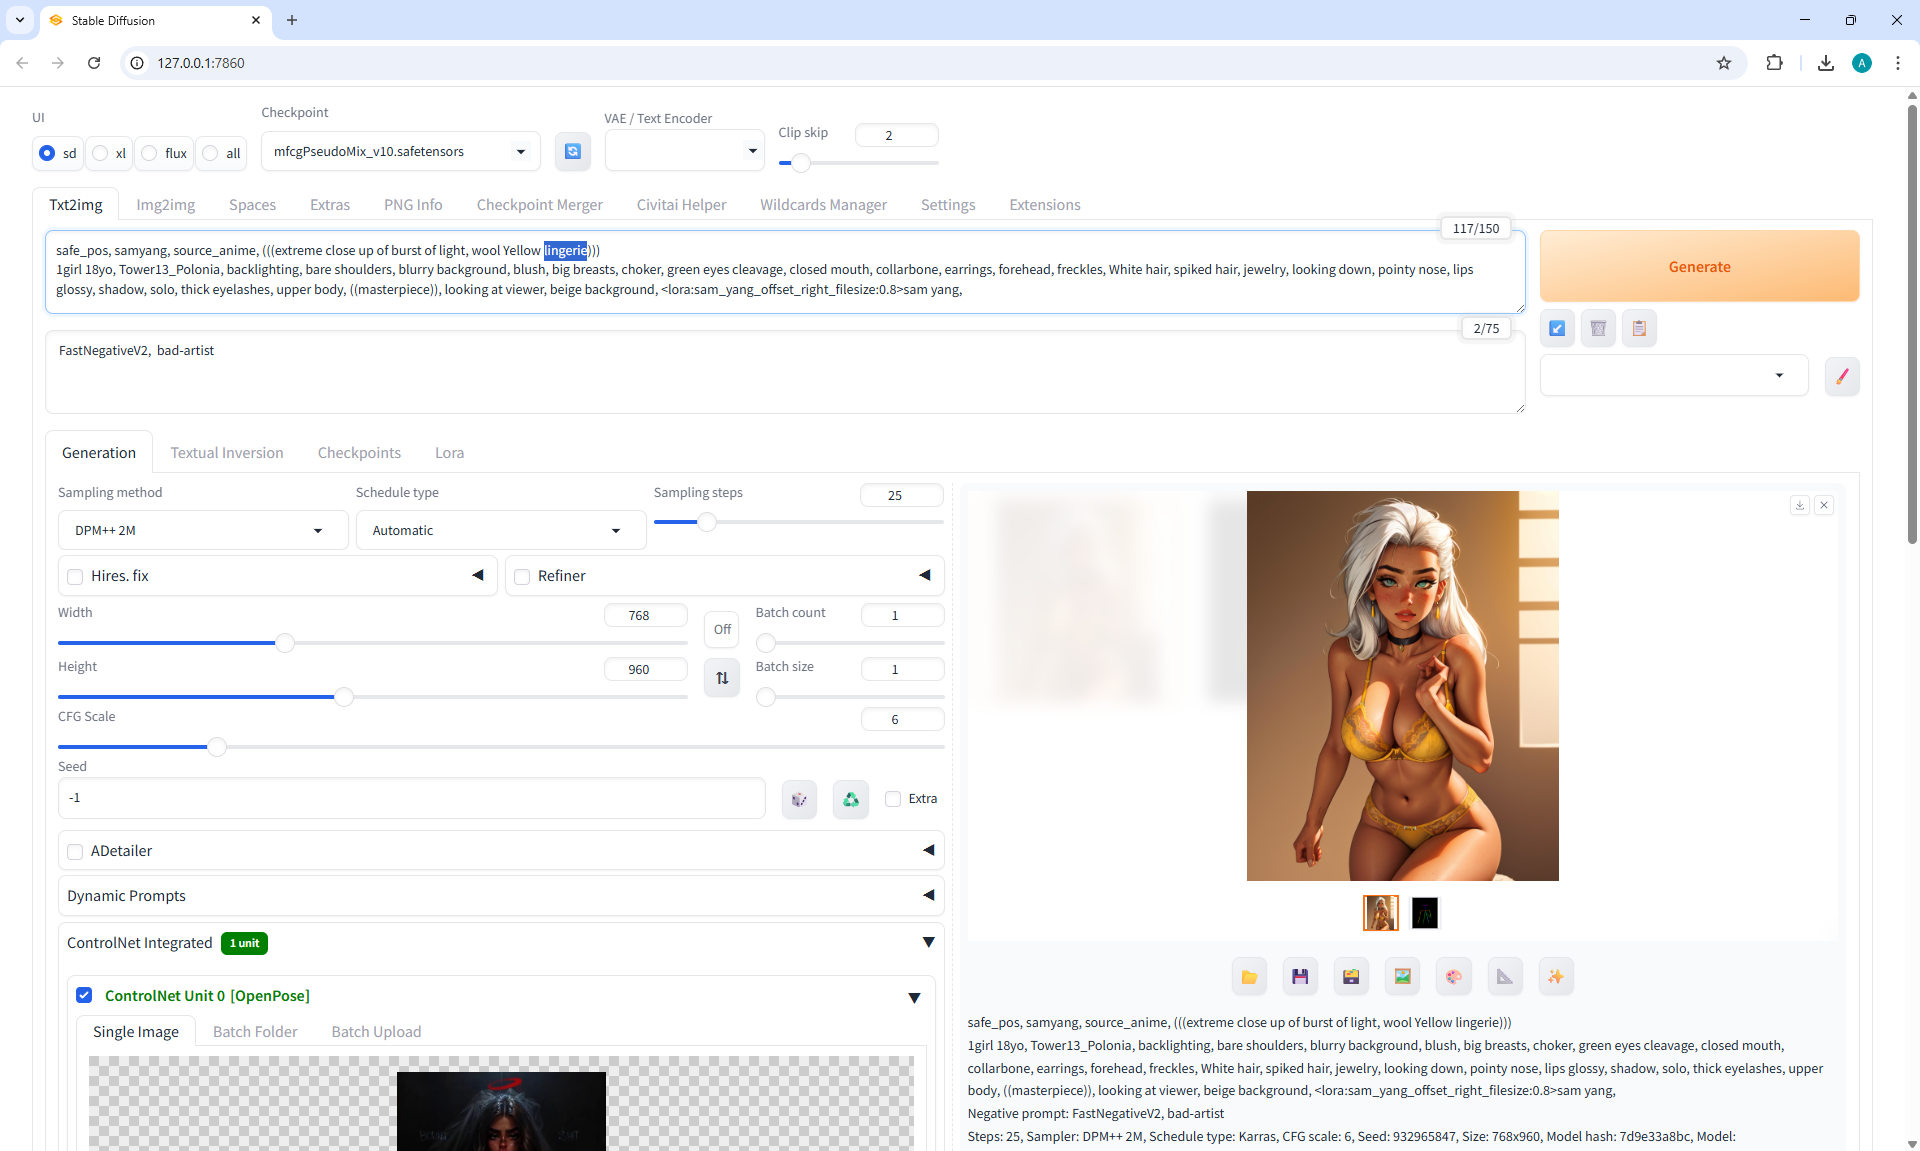 Stable Diffusion
127.0.0.1:7860
A
UI
sd
xl
flux
all
Checkpoint
mfcgPseudoMix_v10.safetensors
VAE / Text Encoder
Clip skip
2
Txt2img
Img2img
Spaces
Extras
PNG Info
Checkpoint Merger
Civitai Helper
Wildcards Manager
Settings
Extensions
117/150
safe_pos, samyang, source_anime, (((extreme close up of burst of light, wool Yellow lingerie)))
1girl 18yo, Tower13_Polonia, backlighting, bare shoulders, blurry background, blush, big breasts, choker, green eyes cleavage, closed mouth, collarbone, earrings, forehead, freckles, White hair, spiked hair, jewelry, looking down, pointy nose, lips
glossy, shadow, solo, thick eyelashes, upper body, ((masterpiece)), looking at viewer, beige background, <lora:sam_yang_offset_right_filesize:0.8>sam yang,
Generate
2/75
FastNegativeV2, bad-artist
Generation
Textual Inversion
Checkpoints
Lora
Sampling method
DPM++ 2M
Schedule type
Automatic
Sampling steps
25
Hires. fix
Refiner
Width
768
Off
Batch count
1
Height
960
Batch size
1
CFG Scale
6
Seed
-1
Extra
ADetailer
Dynamic Prompts
ControlNet Integrated
1 unit
ControlNet Unit 0 [OpenPose]
Single Image
Batch Folder
Batch Upload
safe_pos, samyang, source_anime, (((extreme close up of burst of light, wool Yellow lingerie)))
1girl 18yo, Tower13_Polonia, backlighting, bare shoulders, blurry background, blush, big breasts, choker, green eyes cleavage, closed mouth,
collarbone, earrings, forehead, freckles, White hair, spiked hair, jewelry, looking down, pointy nose, lips glossy, shadow, solo, thick eyelashes, upper
body, ((masterpiece)), looking at viewer, beige background, <lora:sam_yang_offset_right_filesize:0.8>sam yang,
Negative prompt: FastNegativeV2, bad-artist
Steps: 25, Sampler: DPM++ 2M, Schedule type: Karras, CFG scale: 6, Seed: 932965847, Size: 768x960, Model hash: 7d9e33a8bc, Model: